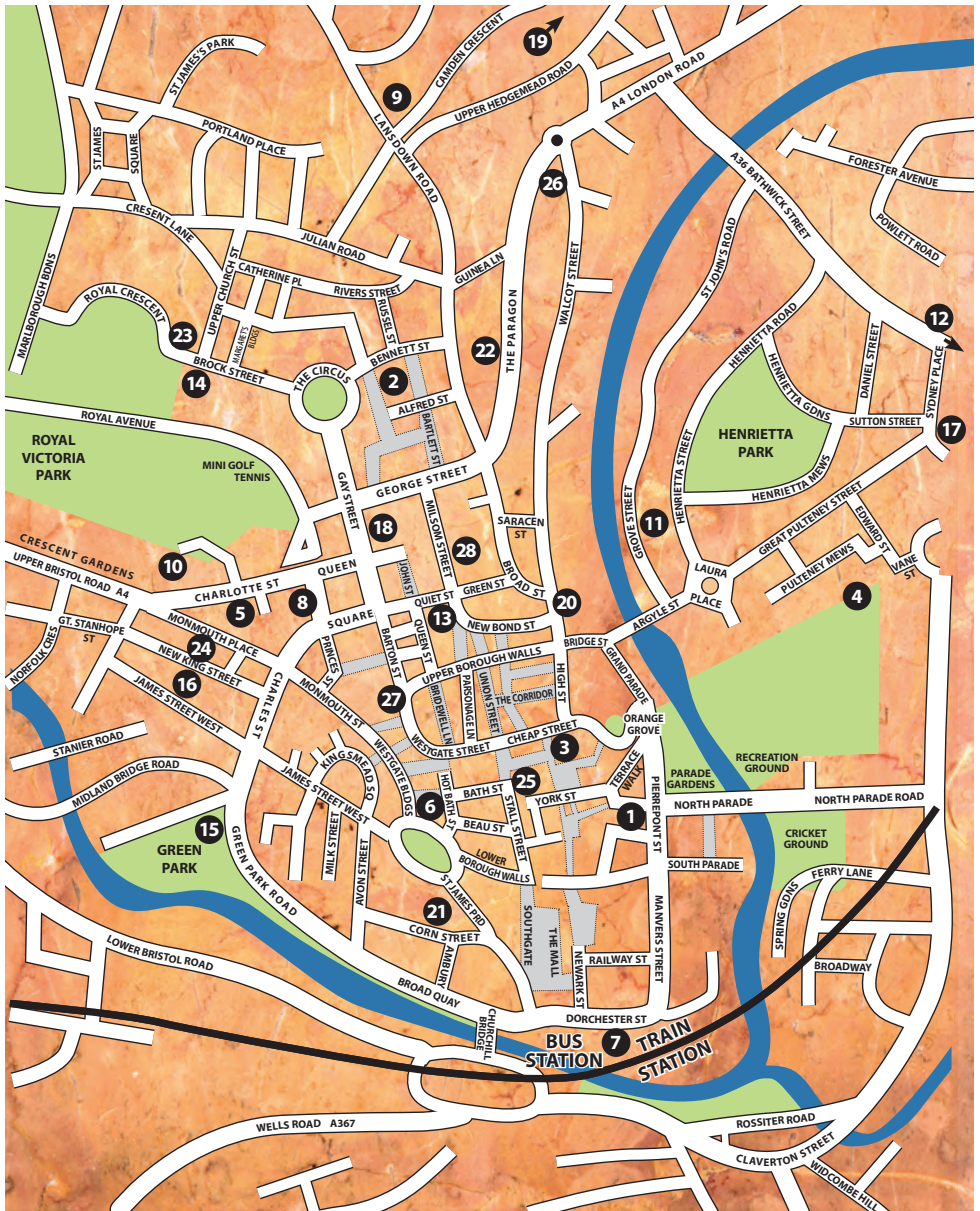 ST JAMES'S PARK
19
CAMDEN CRESCENT
9
UPPER HEDGEMEAD ROAD
A4 LONDON ROAD
PORTLAND PLACE
LANSDOWN ROAD
ST JAMES
SQUARE
26
A36 BATHWICK STREET
FORESTER AVENUE
POWLETT ROAD
CRESENT LANE
JULIAN ROAD
ST JOHN'S ROAD
GUINEA LN
WALCOT STREET
THE PARAGON
UPPER CHURCH ST
CATHERINE PL
RIVERS STREET
RUSSEL ST
MARLBOROUGH BDNS
ROYAL CRESCENT
MARGARETS
BLDGS
23
14
BROCK STREET
THE CIRCUS
BENNETT ST
2
22
ALFRED ST
BARTLETT ST
12
HENRIETTA ROAD
HENRIETTA GDNS
DANIEL STREET
SYDNEY PLACE
SUTTON STREET
17
HENRIETTA
PARK
HENRIETTA STREET
HENRIETTA MEWS
ROYAL AVENUE
ROYAL
VICTORIA
PARK
MINI GOLF
TENNIS
GAY STREET
GEORGE STREET
18
MILSOM STREET
28
SARACEN
ST
BROAD ST
GROVE STREET
11
GREAT PULTENEY STREET
EDWARD ST
VANE
ST
PULTENEY MEWS
LAURA
PLACE
4
ARGYLE ST
CRESCENT GARDENS
UPPER BRISTOL ROAD A4
10
CHARLOTTE ST
QUEEN
SQUARE
5
8
JOHN ST
QUIET ST
GREEN ST
13
NEW BOND ST
20
BRIDGE ST
GT. STANHOPE
ST
NORFOLK CRES
MONMOUTH PLACE
24
NEW KING STREET
16
JAMES STREET WEST
PRINCES ST
BARTON ST
QUEEN ST
UPPER BOROUGH WALLS
HIGH ST
GRAND PARADE
CHARLES ST
MONMOUTH ST
27
BRIDEWELL LN
PARSONAGE LN
UNION STREET
THE CORRIDOR
WESTGATE STREET
CHEAP STREET
3
ORANGE
GROVE
STANIER ROAD
MIDLAND BRIDGE ROAD
KINGSMEAD SQ
JAMES STREET WEST
WESTGATE BLDGS
6
HOT BATH ST
BATH ST
25
YORK ST
TERRACE
WALK
BEAU ST
STALL STREET
1
PIERREPONT ST
PARADE
GARDENS
RECREATION
GROUND
NORTH PARADE
NORTH PARADE ROAD
15
GREEN
PARK
GREEN PARK ROAD
MILK STREET
AVON STREET
LOWER
BOROUGH WALLS
CRICKET
GROUND
SOUTH PARADE
FERRY LANE
SPRING GDNS
21
ST JAMES PRD
CORN STREET
AMBURY
SOUTHGATE
THE MALL
MANVERS STREET
NEWARK ST
RAILWAY ST
BROADWAY
LOWER BRISTOL ROAD
BROAD QUAY
CHURCHILL
BRIDGE
DORCHESTER ST
BUS
STATION
7
TRAIN
STATION
WELLS ROAD A367
ROSSITER ROAD
CLAVERTON STREET
WIDCOMBE HILL